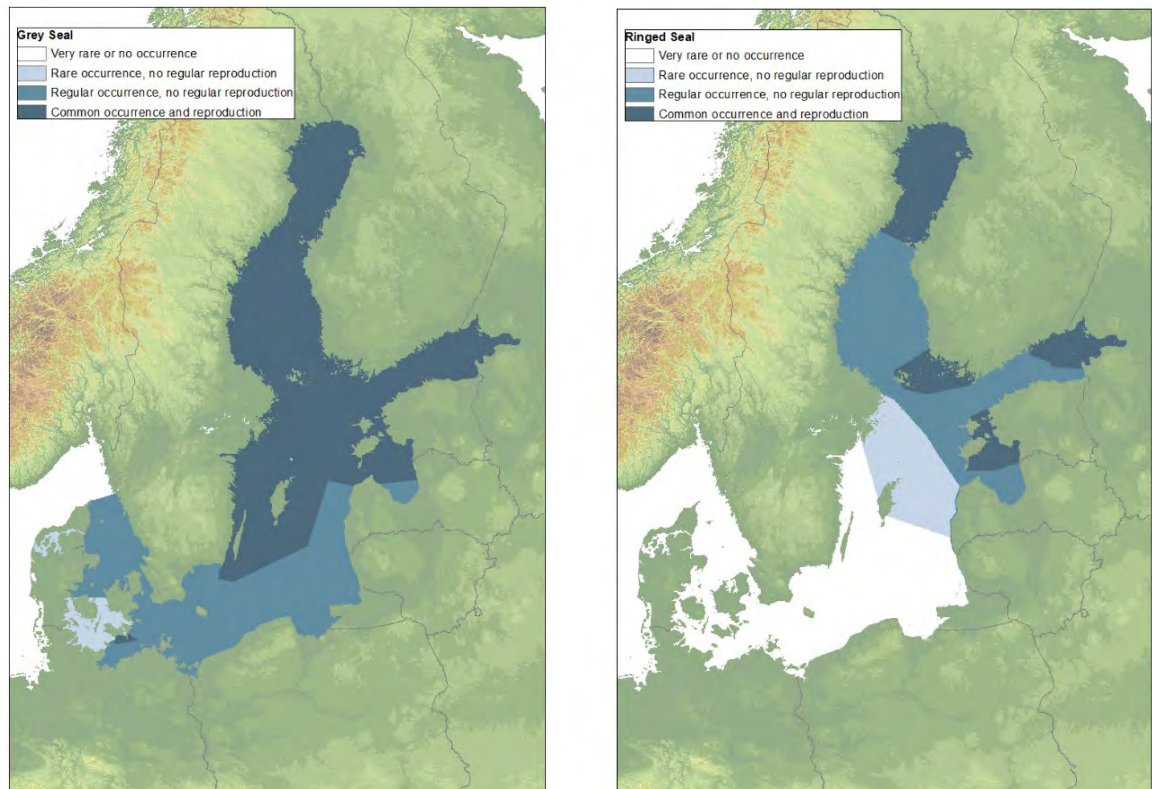 Grey Seal
Very rare or no occurrence
Rare occurrence, no regular reproduction
Regular occurrence, no regular reproduction
Common occurrence and reproduction
Ringed Seal
Very rare or no occurrence
Rare occurrence, no regular reproduction
Regular occurrence, no regular reproduction
Common occurrence and reproduction